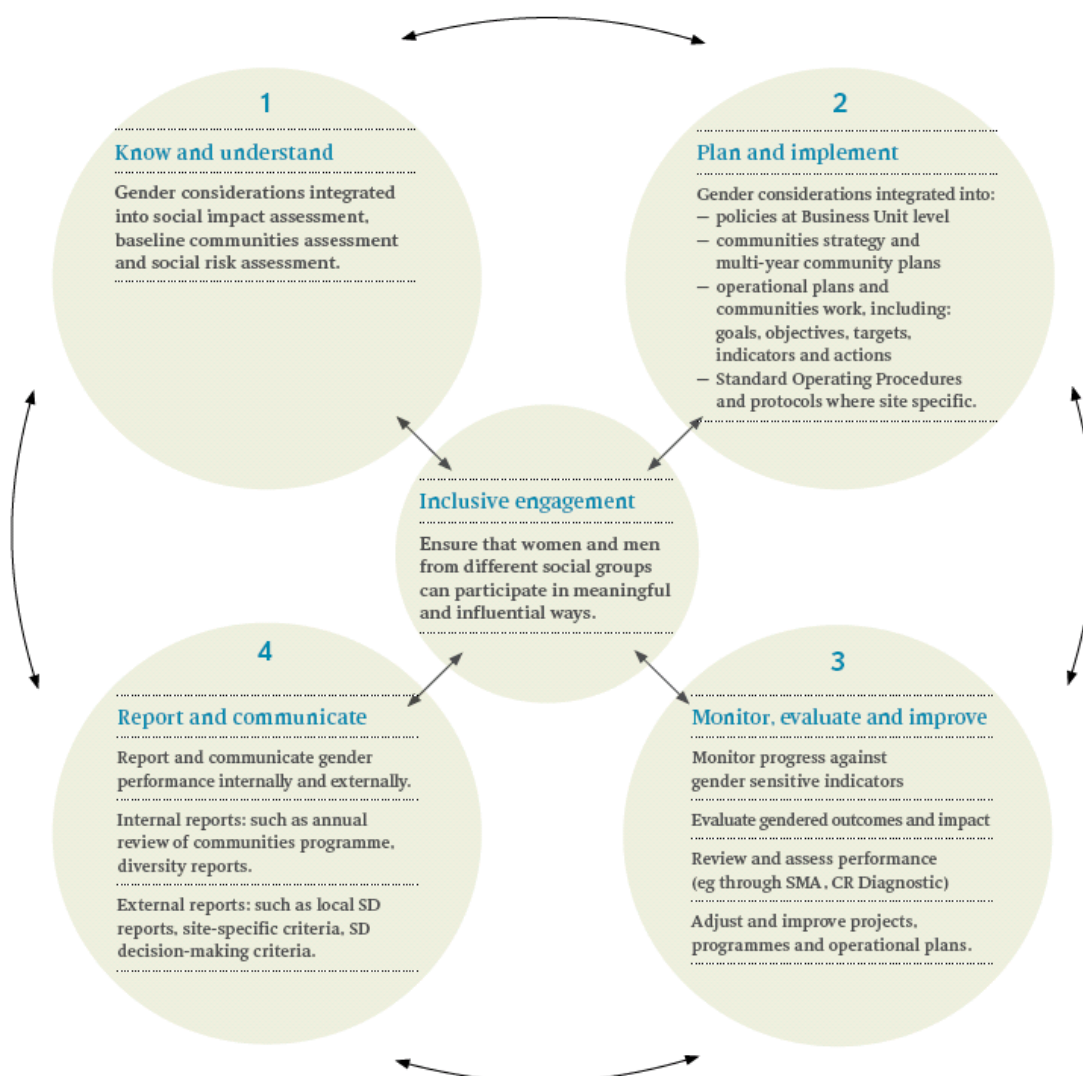 1
Know and understand
Gender considerations integrated
into social impact assessment,
baseline communities assessment
and social risk assessment.
2
Plan and implement
Gender considerations integrated into:
– policies at Business Unit level
– communities strategy and
multi-year community plans
– operational plans and
communities work, including:
goals, objectives, targets,
indicators and actions
– Standard Operating Procedures
and protocols where site specific.
Inclusive engagement
Ensure that women and men
from different social groups
can participate in meaningful
and influential ways.
4
Report and communicate
Report and communicate gender
performance internally and externally.
Internal reports: such as annual
review of communities programme,
diversity reports.
External reports: such as local SD
reports, site-specific criteria, SD
decision-making criteria.
3
Monitor, evaluate and improve
Monitor progress against
gender sensitive indicators
Evaluate gendered outcomes and impact
Review and assess performance
(eg through SMA, CR Diagnostic)
Adjust and improve projects,
programmes and operational plans.